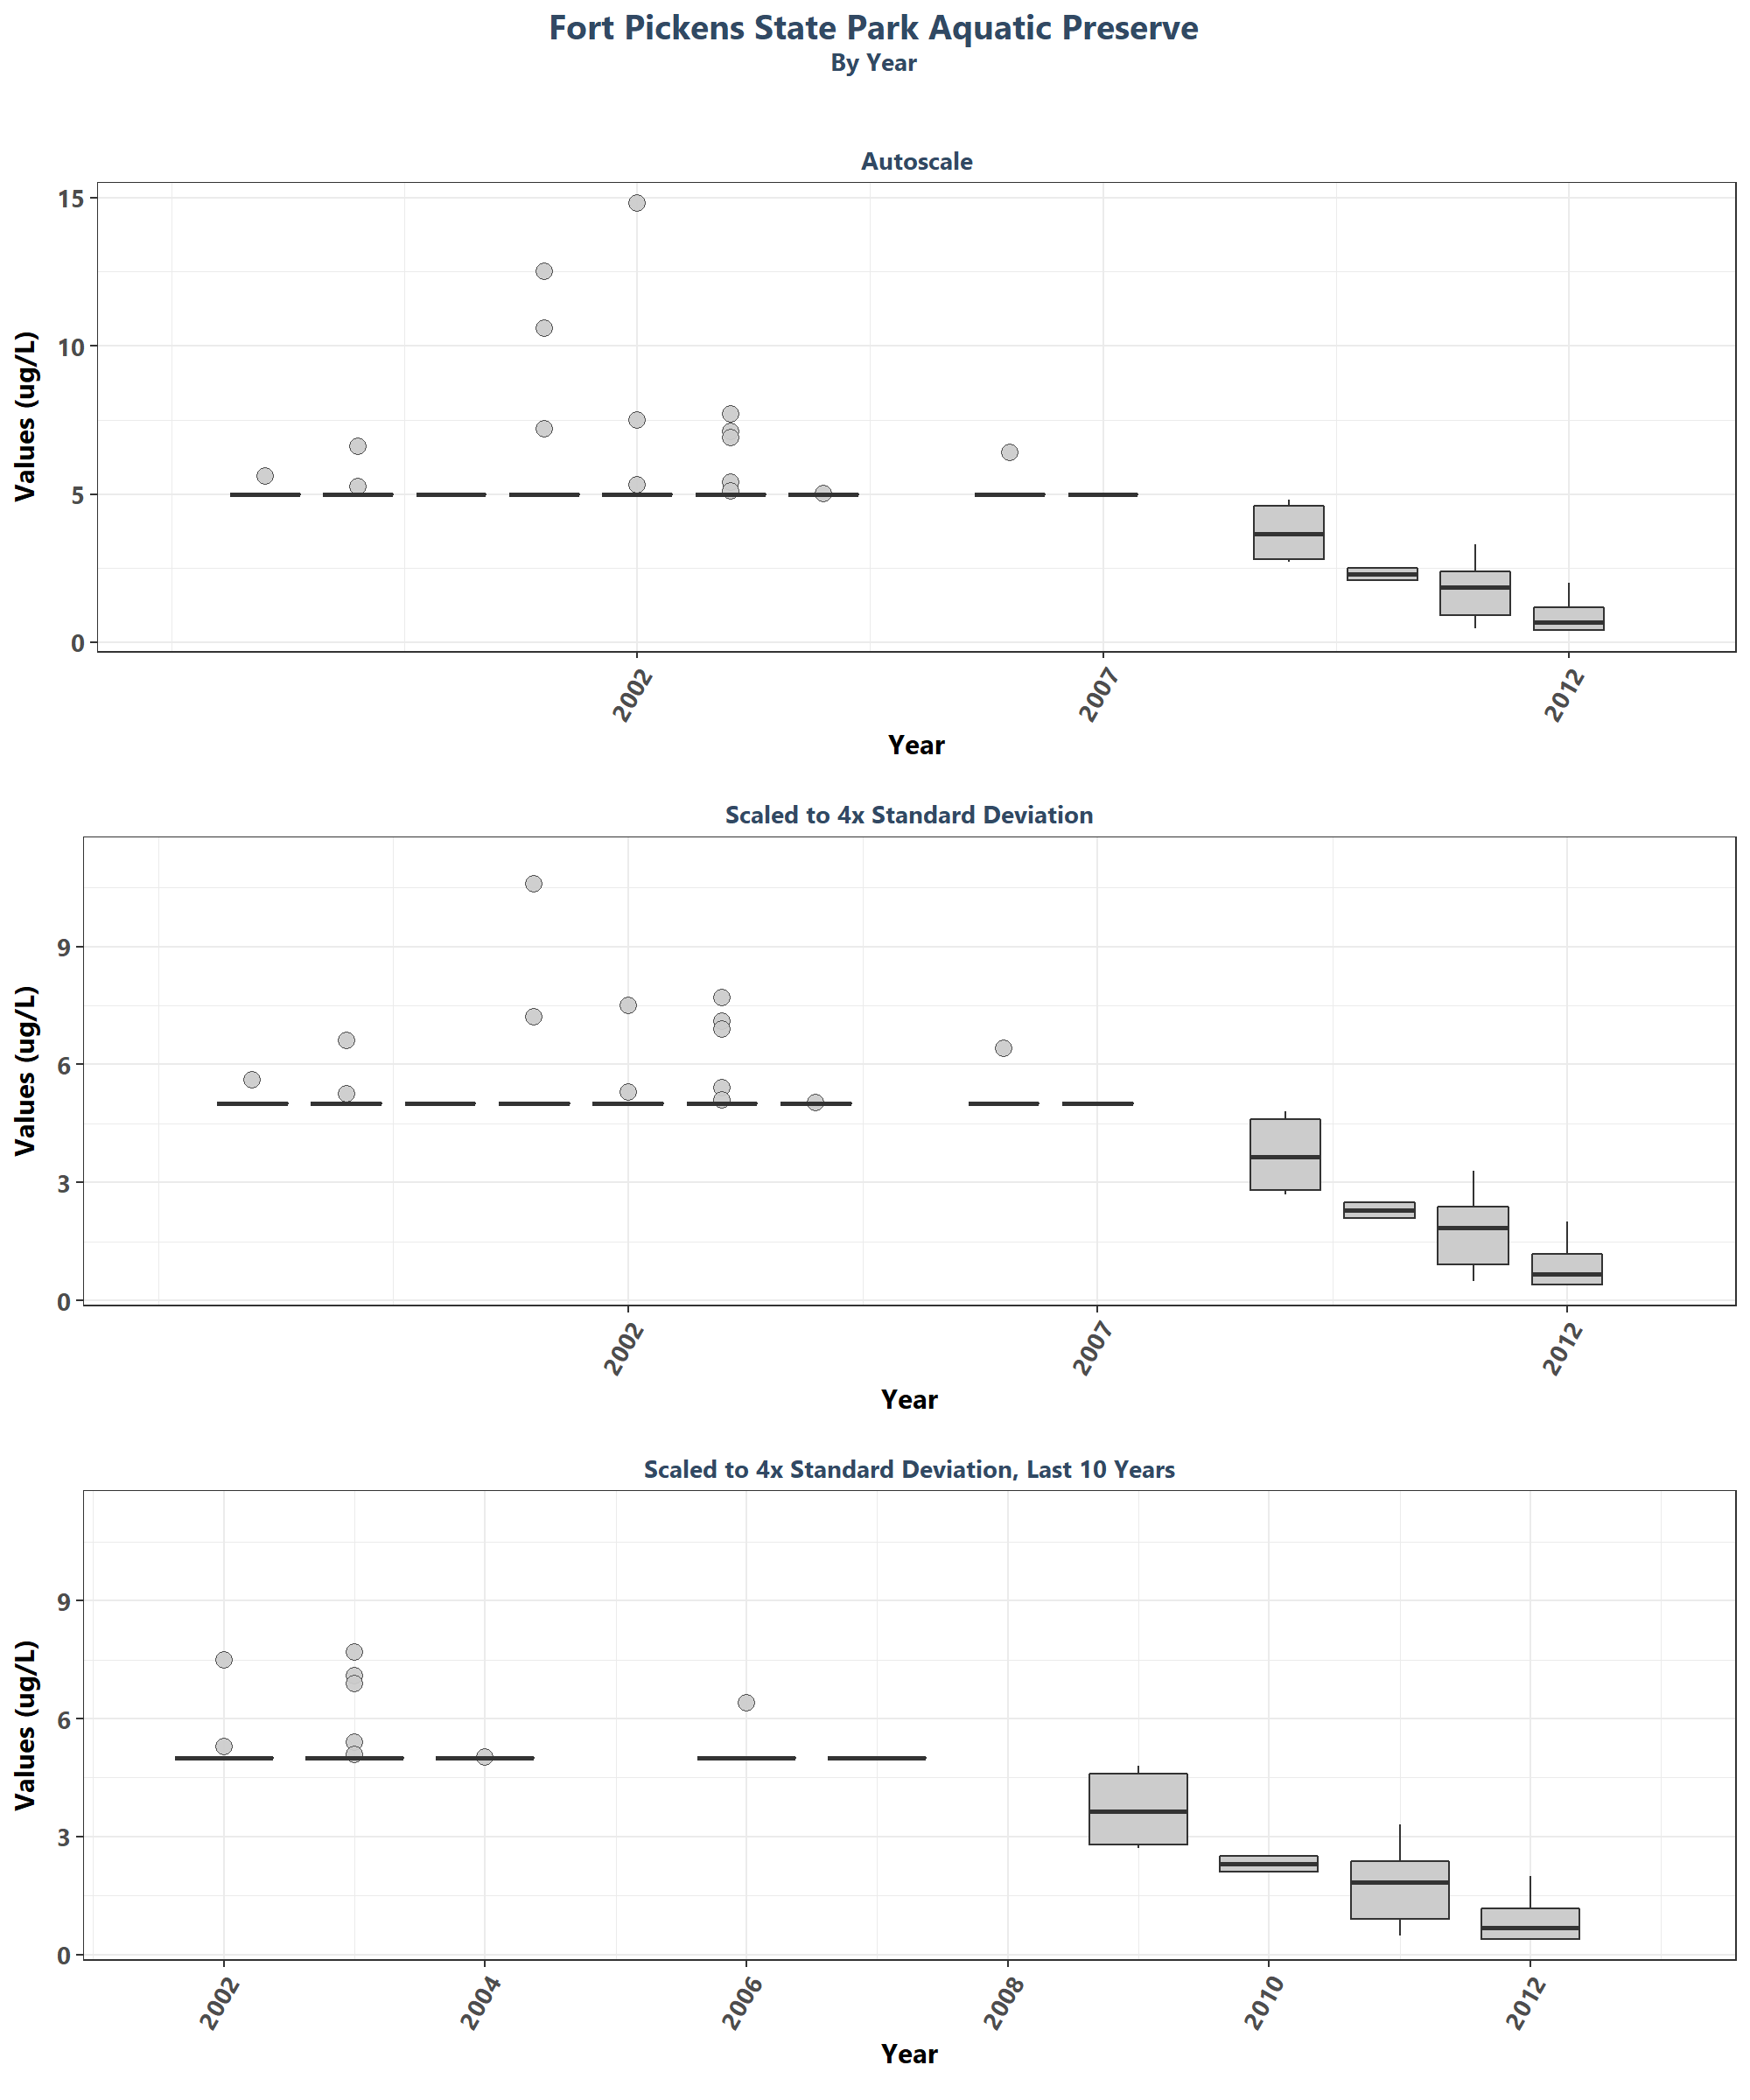 Fort Pickens State Park Aquatic Preserve
By Year
Autoscale
Values (ug/L)
15
10
5
0
2002
2007
2012
Year
Scaled to 4x Standard Deviation
Values (ug/L)
9
6
3
0
2002
2007
2012
Year
Scaled to 4x Standard Deviation, Last 10 Years
Values (ug/L)
9
6
3
0
2002
2004
2006
2008
2010
2012
Year